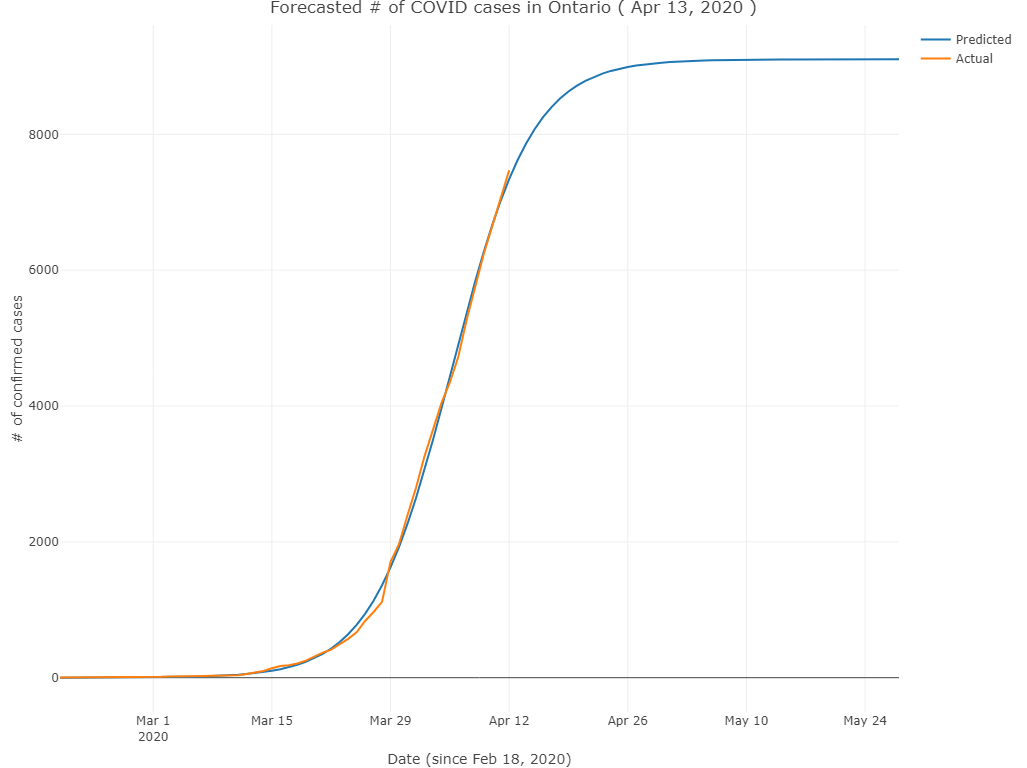 Forecasted # of COVID cases in Ontario ( Apr 13, 2020 )
Predicted
Actual
8000
6000
4000
2000
0
# of confirmed cases
Mar 1
2020
Mar 15
Mar 29
Apr 12
Apr 26
May 10
May 24
Date (since Feb 18, 2020)